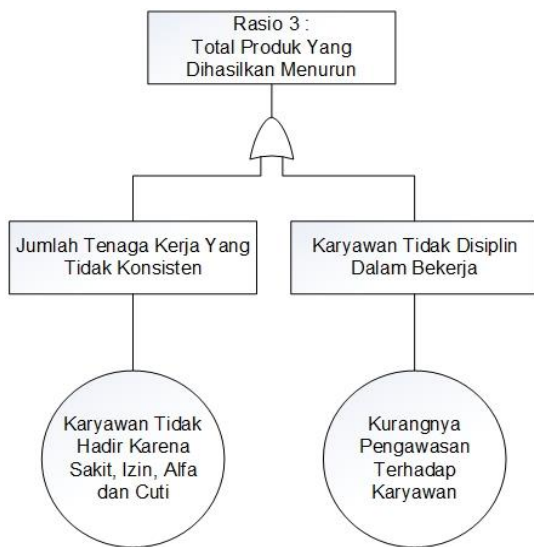 Rasio 3 :
Total Produk Yang
Dihasilkan Menurun
Jumlah Tenaga Kerja Yang
Tidak Konsisten
Karyawan Tidak Disiplin
Dalam Bekerja
Karyawan Tidak
Hadir Karena
Sakit, Izin, Alfa
dan Cuti
Kurangnya
Pengawasan
Terhadap
Karyawan